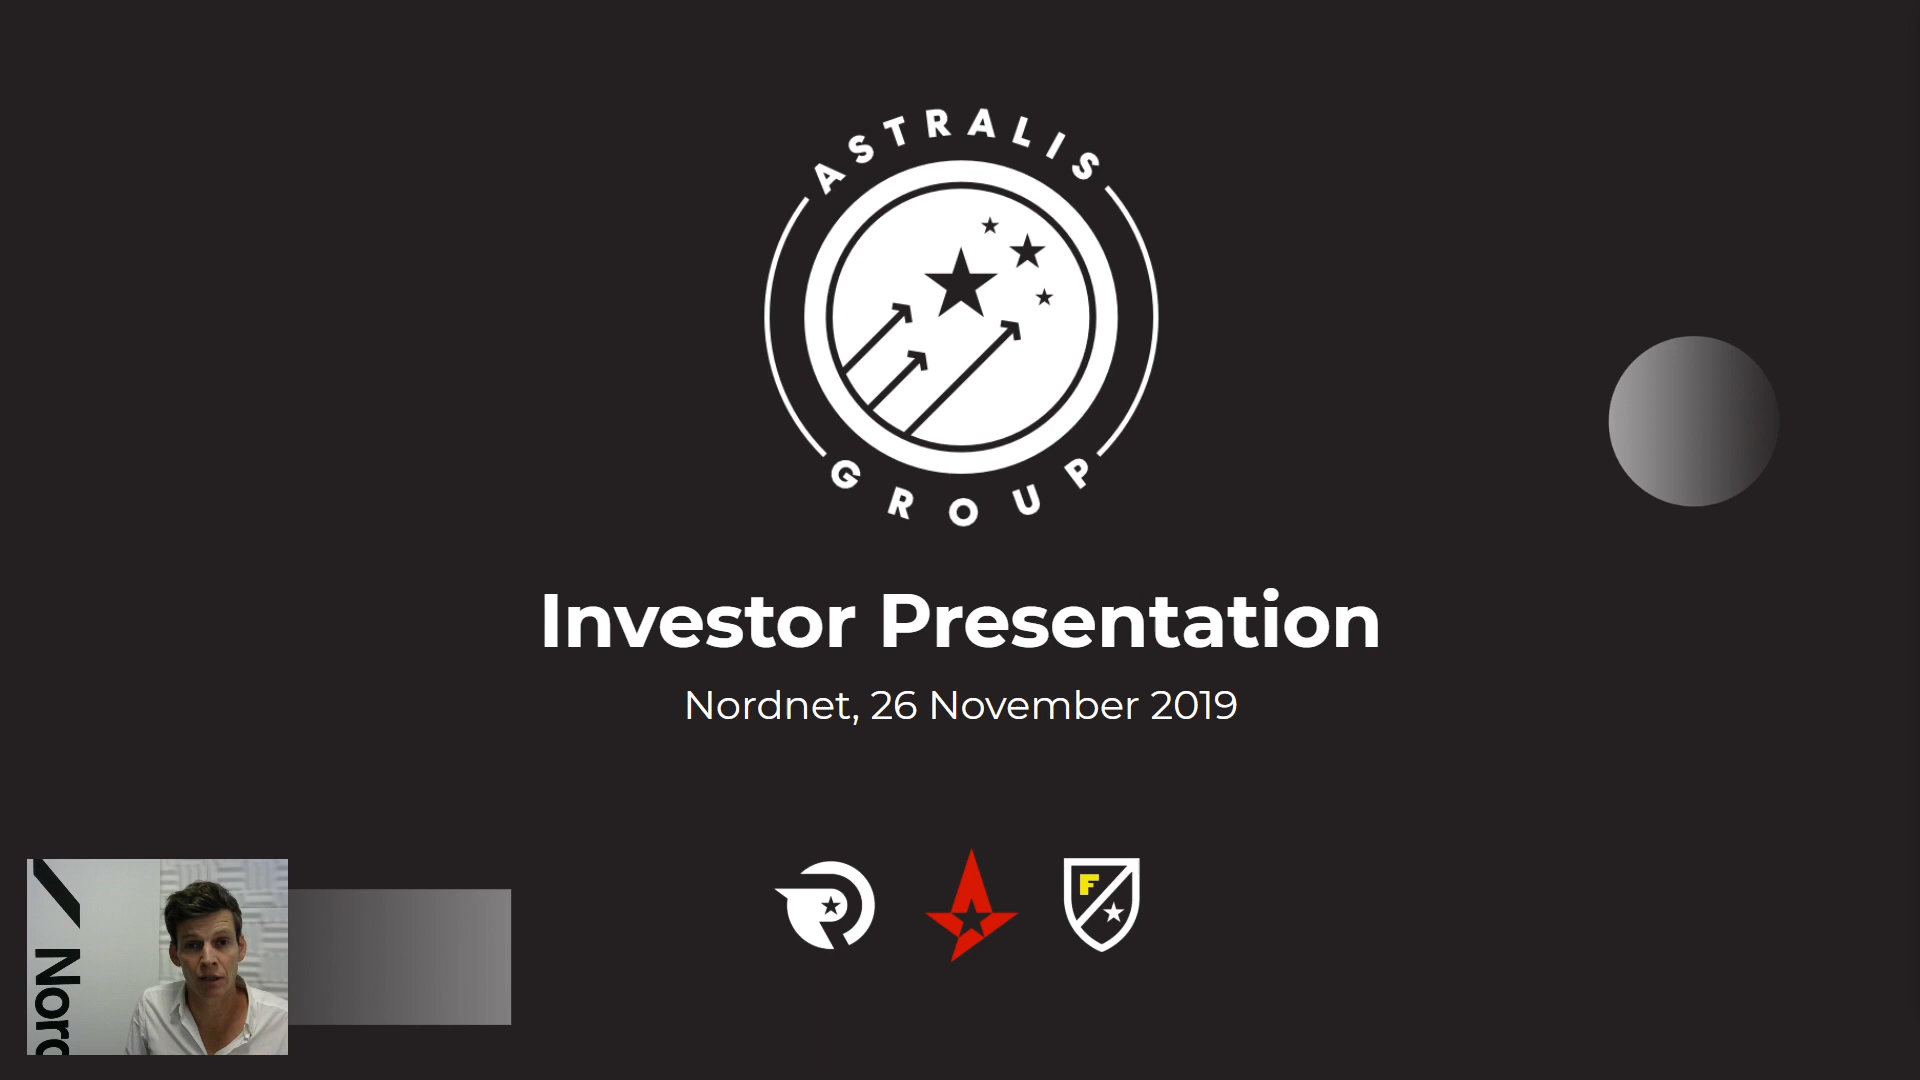 ASTRALIS
GROUP
Investor Presentation
Nordnet, 26 November 2019
F
Nord